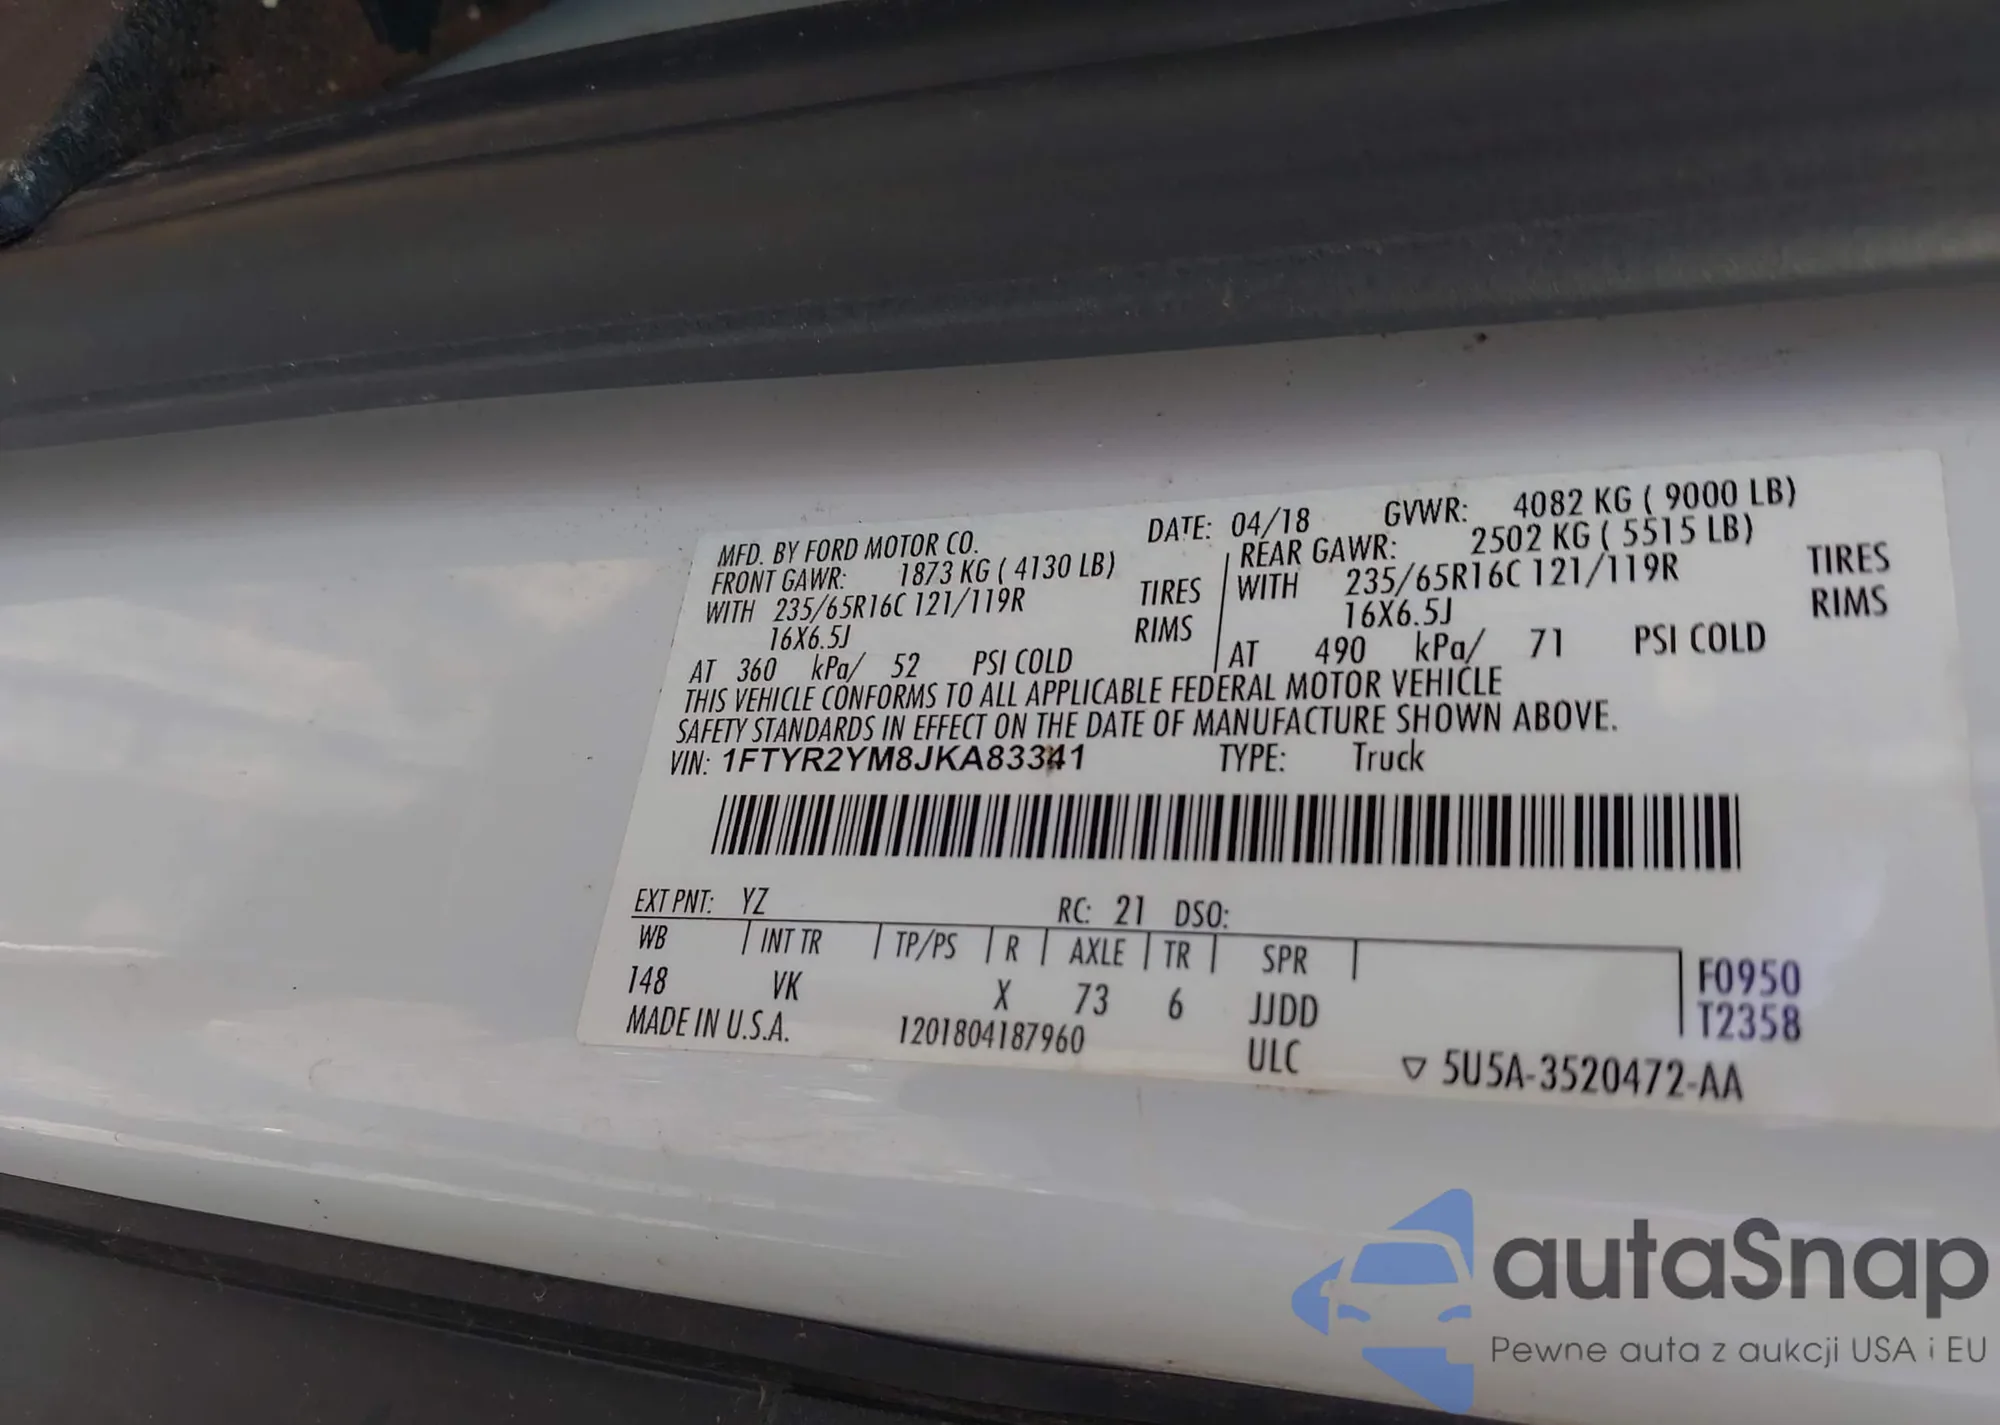 MFD. BY FORD MOTOR CO. DATE: 04/18 GVWR: 4082 KG ( 9000 LB)
FRONT GAWR: 1873 KG ( 4130 LB) REAR GAWR: 2502 KG ( 5515 LB)
WITH 235/65R16C 121/119R TIRES WITH 235/65R16C 121/119R TIRES
16X6.5J RIMS 16X6.5J RIMS
AT 360 kPa/ 52 PSI COLD AT 490 kPa/ 71 PSI COLD
THIS VEHICLE CONFORMS TO ALL APPLICABLE FEDERAL MOTOR VEHICLE
SAFETY STANDARDS IN EFFECT ON THE DATE OF MANUFACTURE SHOWN ABOVE.
VIN: 1FTYR2YM8JKA83341 TYPE: Truck
EXT PNT: YZ RC: 21 DSO:
WB INT TR TP/PS R AXLE TR SPR
148 VK X 73 6 JJDD
F0950
T2358
MADE IN U.S.A. 1201804187960 ULC ▽ 5U5A-3520472-AA
autaSnap
Pewne auta z aukcji USA i EU